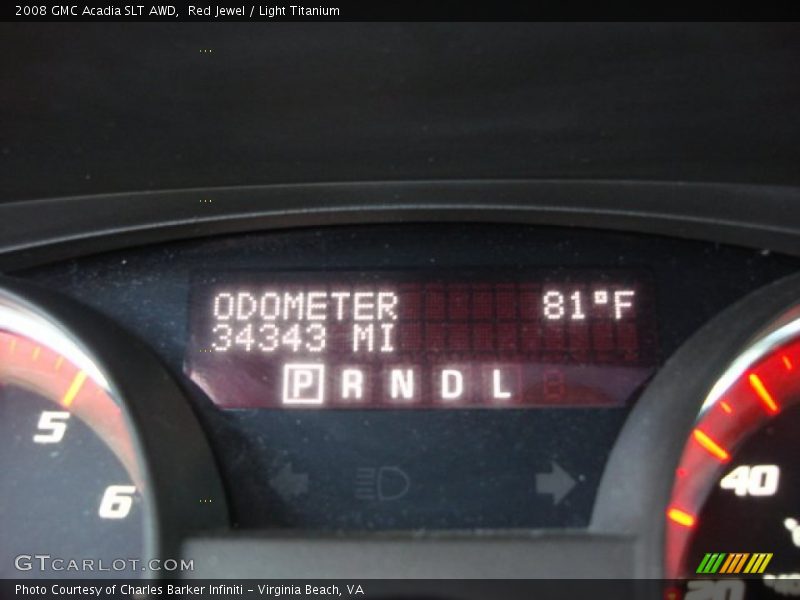 2008 GMC Acadia SLT AWD,  Red Jewel / Light Titanium
ODOMETER 81°F
34343 MI
P R N D L
5
6
40
20
GTCARLOT.COM
Photo Courtesy of Charles Barker Infiniti - Virginia Beach, VA